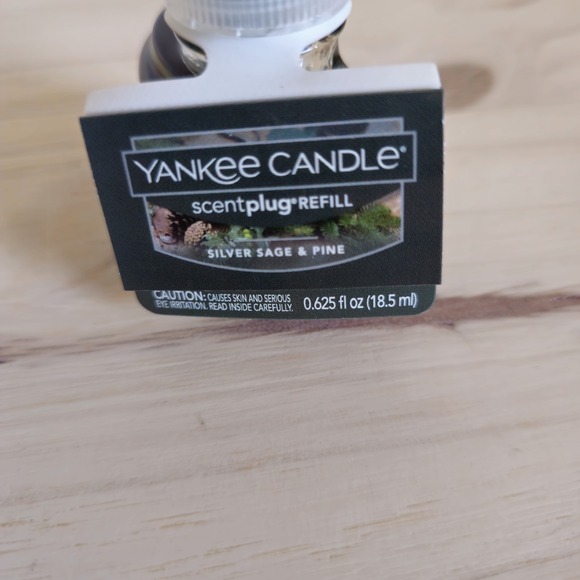 YANKEE CANDLE®
scentplug® REFILL
SILVER SAGE & PINE
CAUTION: CAUSES SKIN AND SERIOUS
EYE IRRITATION. READ INSIDE CAREFULLY.
0.625 fl oz (18.5 ml)